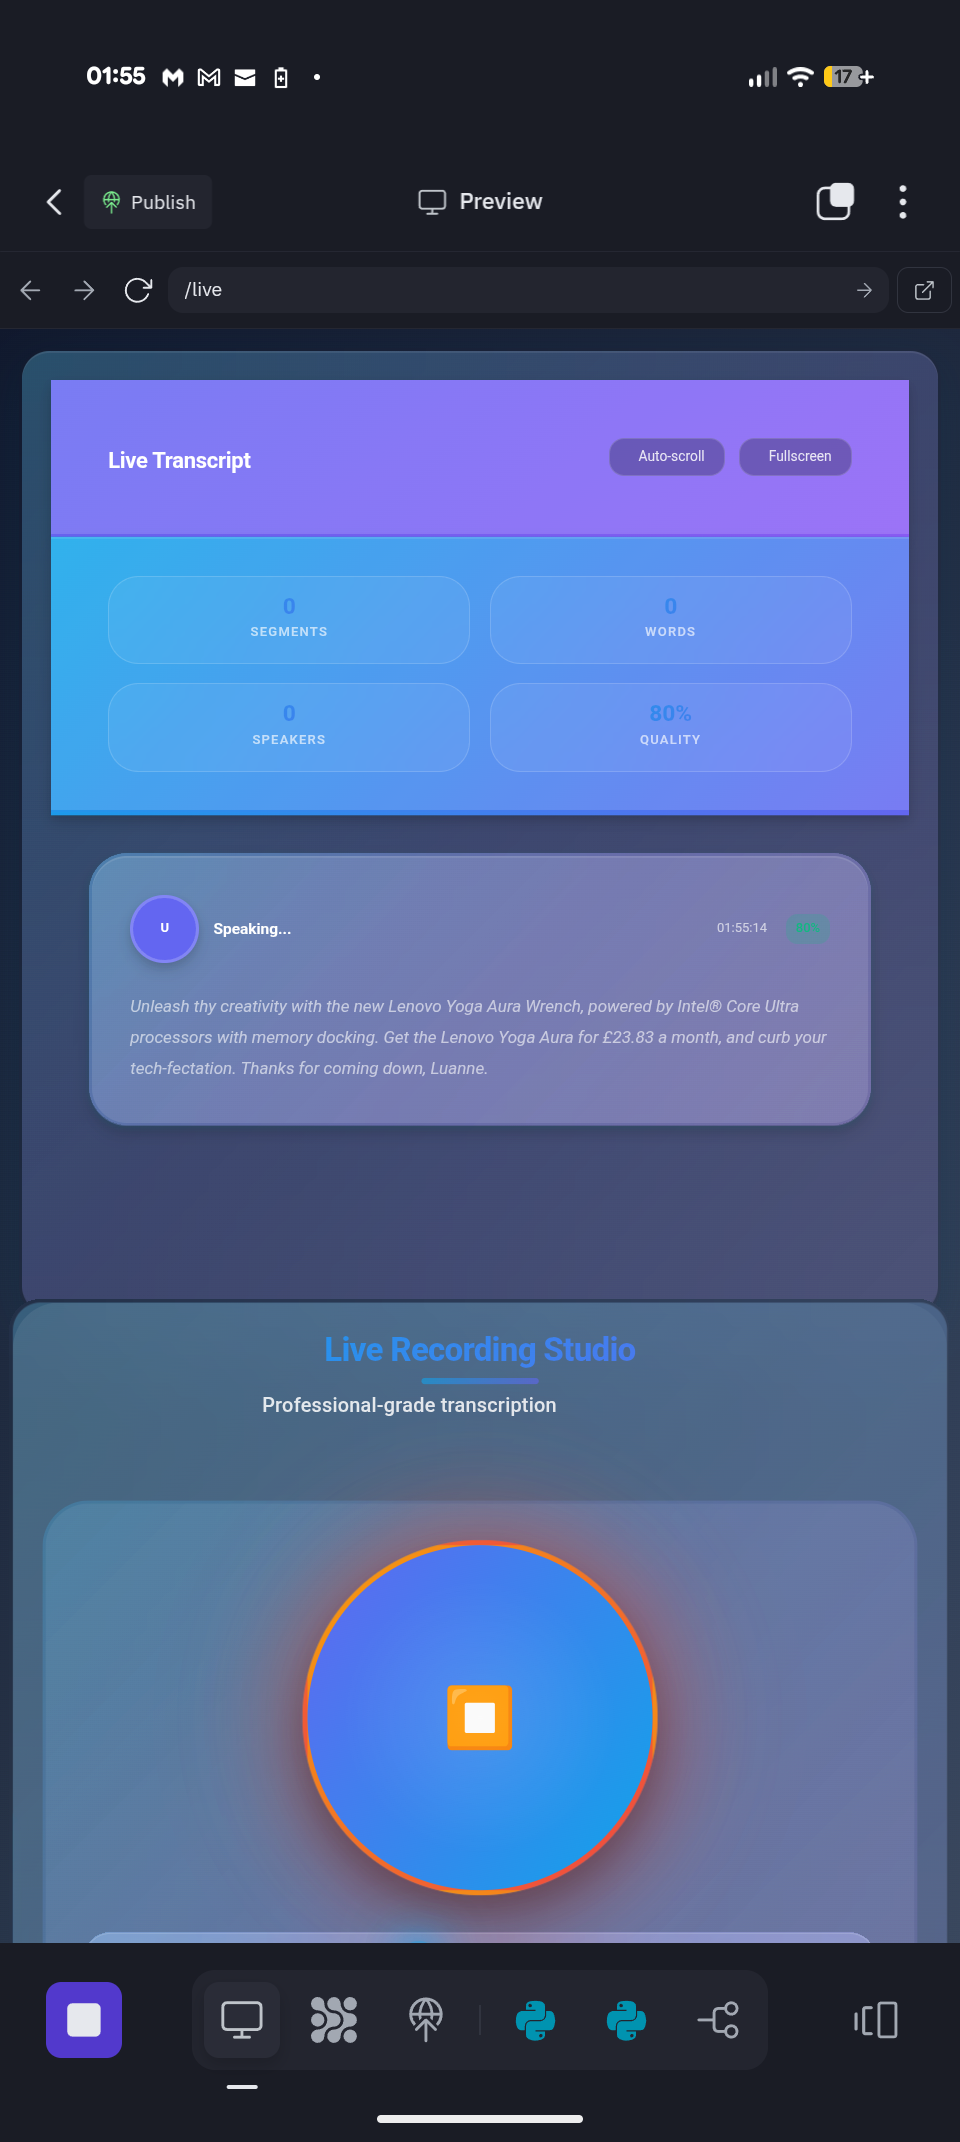 01:55
17+
Publish
Preview
/live
Live Transcript
Auto-scroll
Fullscreen
0
SEGMENTS
0
WORDS
0
SPEAKERS
80%
QUALITY
U
Speaking...
01:55:14
80%
Unleash thy creativity with the new Lenovo Yoga Aura Wrench, powered by Intel® Core Ultra
processors with memory docking. Get the Lenovo Yoga Aura for £23.83 a month, and curb your
tech-fectation. Thanks for coming down, Luanne.
Live Recording Studio
Professional-grade transcription